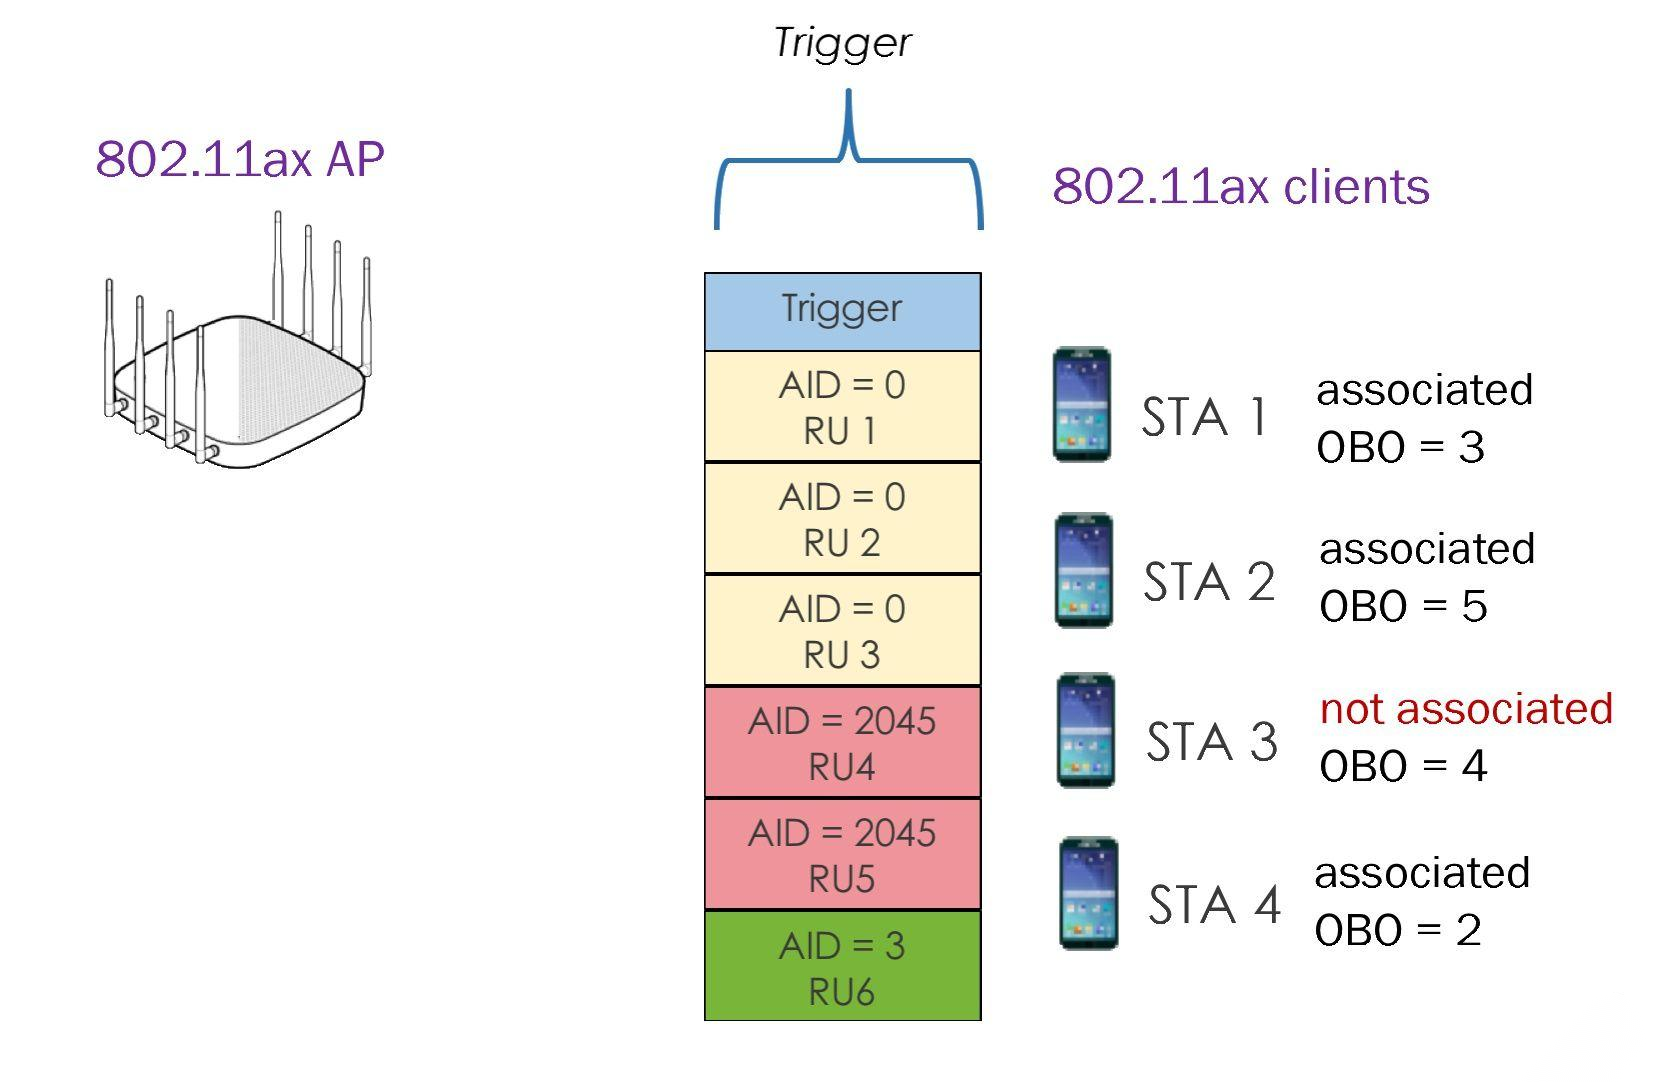 Trigger
802.11ax AP
802.11ax clients
Trigger
AID = 0
RU 1
AID = 0
RU 2
AID = 0
RU 3
AID = 2045
RU4
AID = 2045
RU5
AID = 3
RU6
STA 1
associated
OBO = 3
STA 2
associated
OBO = 5
STA 3
not associated
OBO = 4
STA 4
associated
OBO = 2